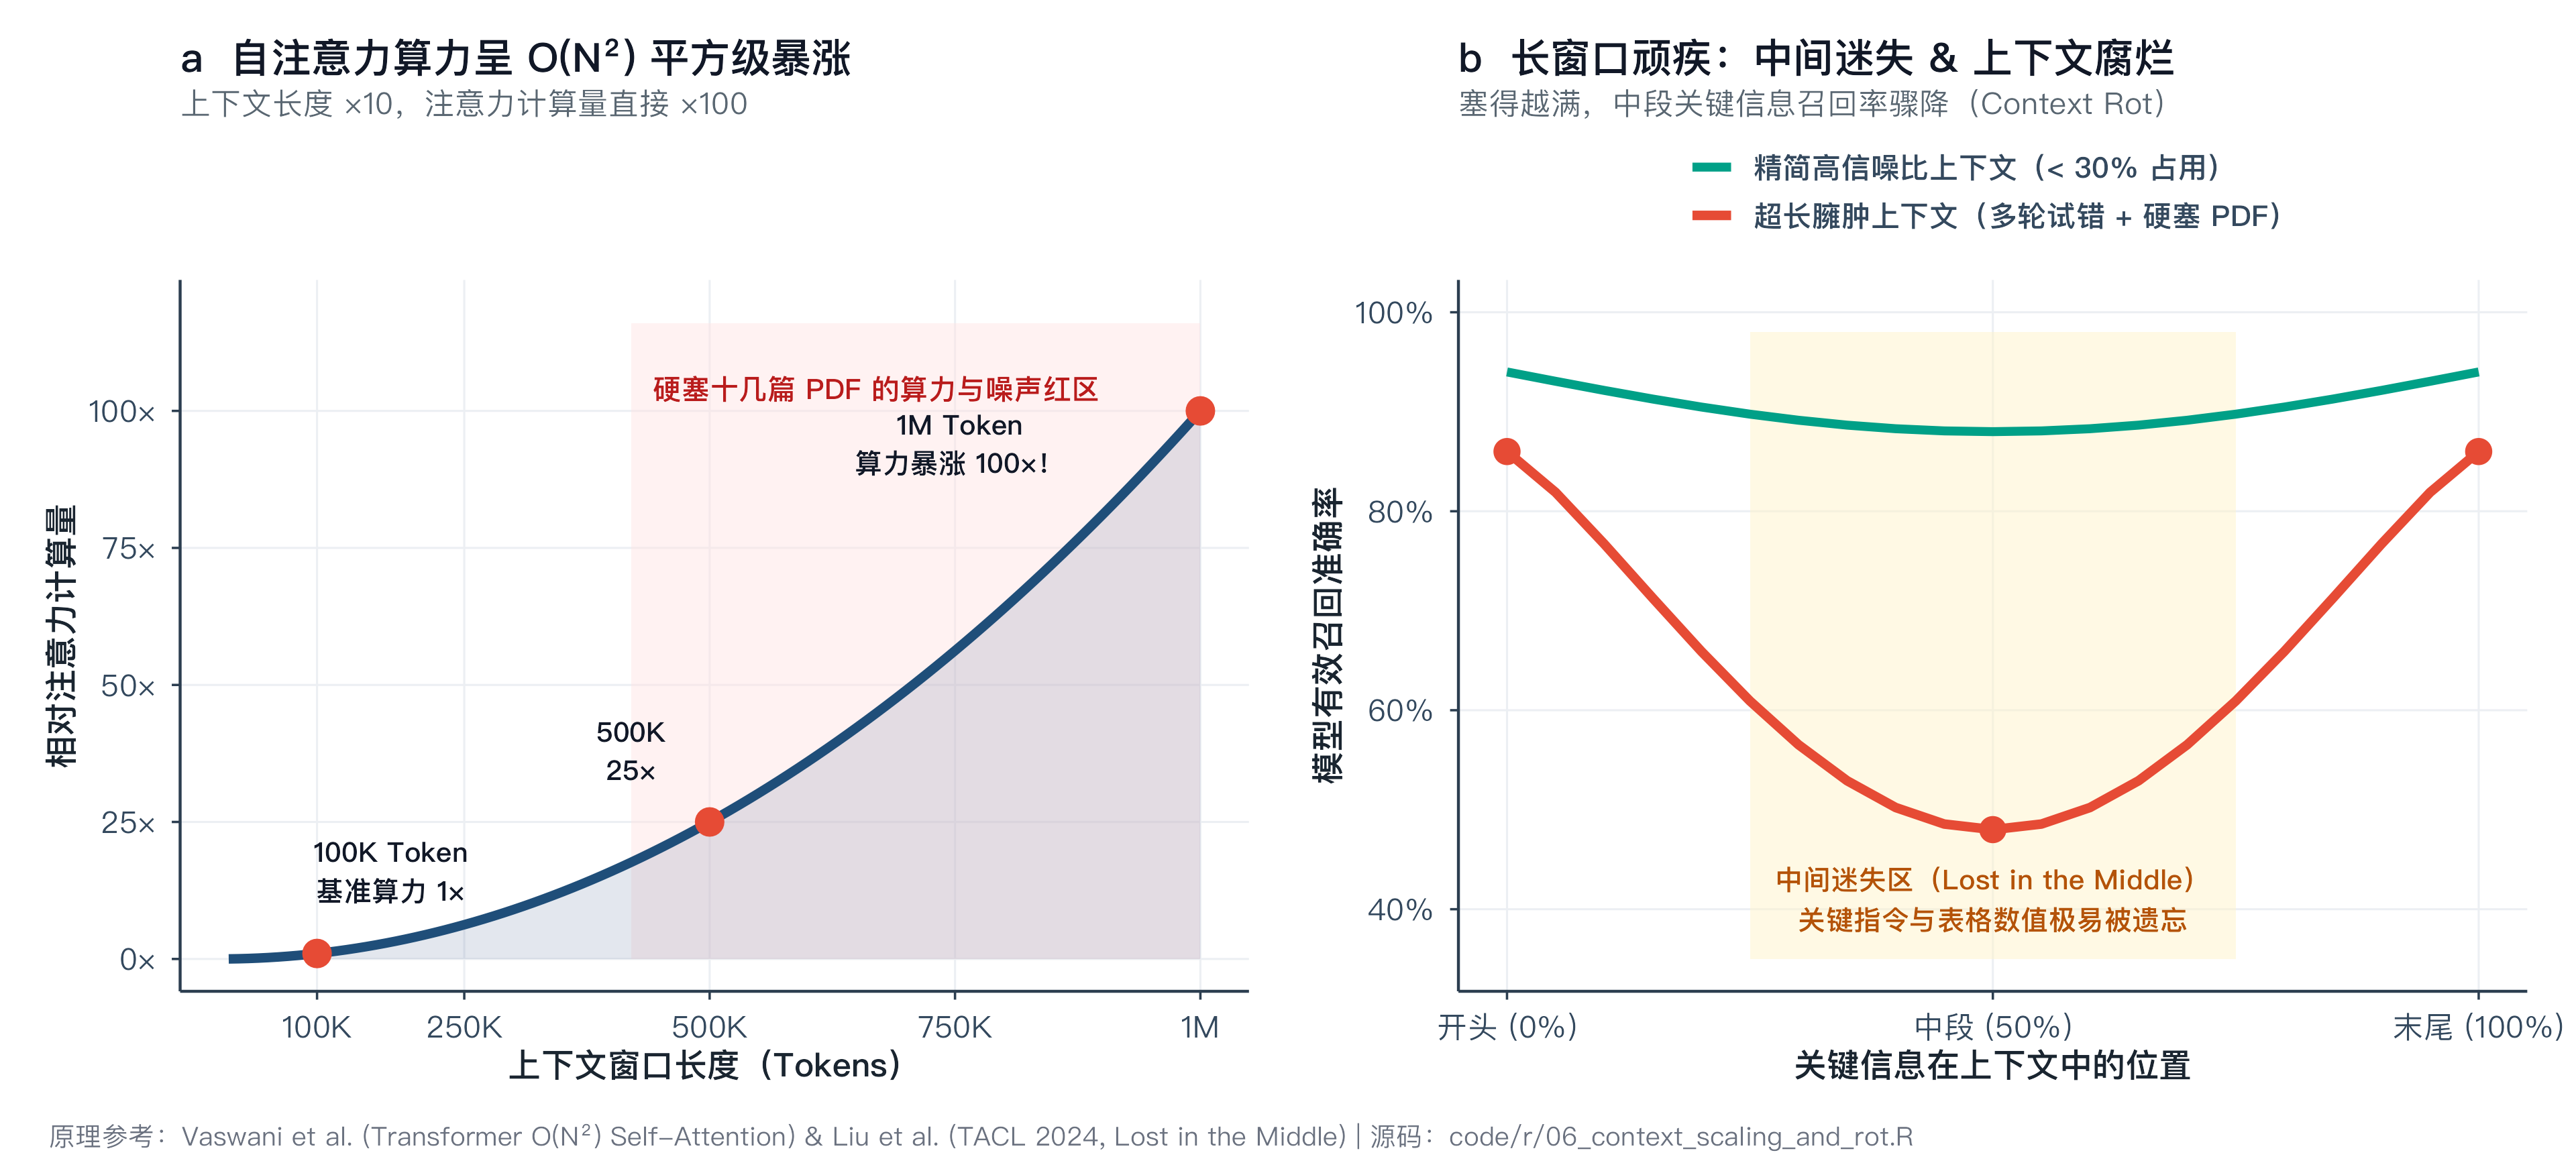 a 自注意力算力呈 O(N²) 平方级暴涨
上下文长度 ×10，注意力计算量直接 ×100
相对注意力计算量
100×
75×
50×
25×
0×
硬塞十几篇 PDF 的算力与噪声红区
1M Token
算力暴涨 100×！
500K
25×
100K Token
基准算力 1×
100K
250K
500K
750K
1M
上下文窗口长度（Tokens）
b 长窗口顽疾：中间迷失 & 上下文腐烂
塞得越满，中段关键信息召回率骤降（Context Rot）
精简高信噪比上下文（< 30% 占用）
超长臃肿上下文（多轮试错 + 硬塞 PDF）
模型有效召回准确率
100%
80%
60%
40%
中间迷失区（Lost in the Middle）
关键指令与表格数值极易被遗忘
开头 (0%)
中段 (50%)
末尾 (100%)
关键信息在上下文中的位置
原理参考：Vaswani et al. (Transformer O(N²) Self-Attention) & Liu et al. (TACL 2024, Lost in the Middle) | 源码：code/r/06_context_scaling_and_rot.R